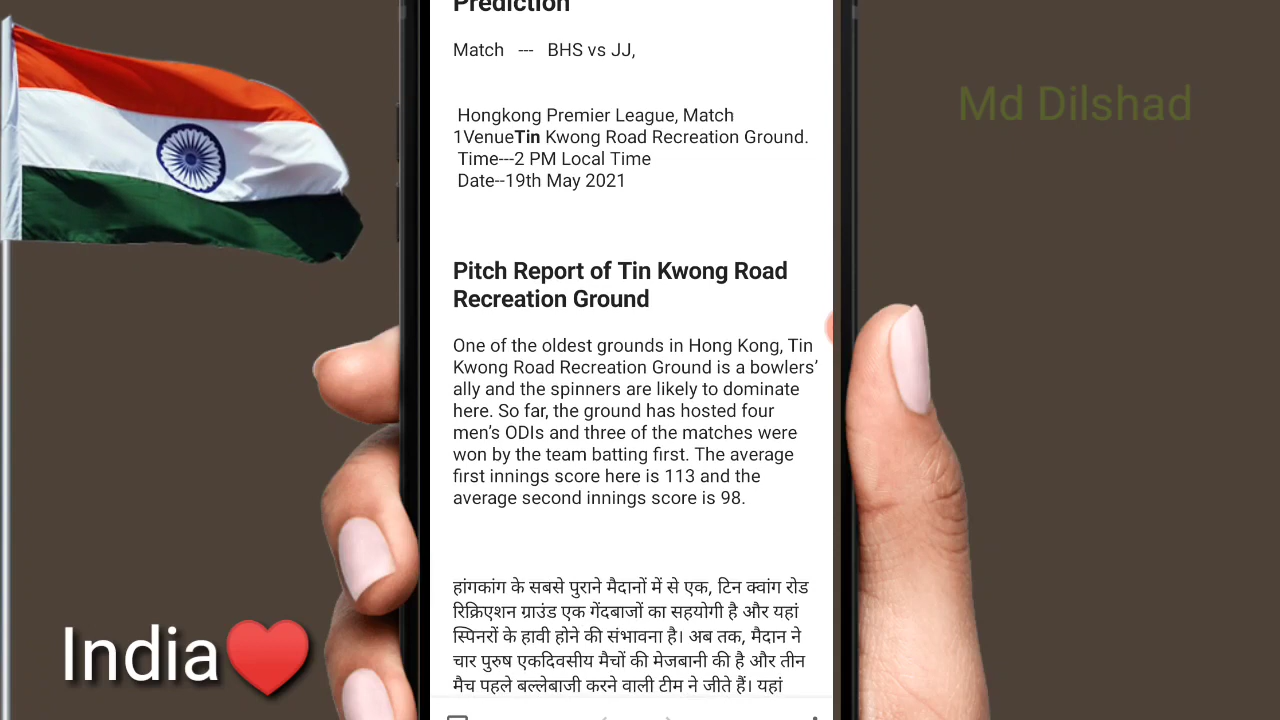 Prediction
Match --- BHS vs JJ,
Hongkong Premier League, Match
1VenueTin Kwong Road Recreation Ground.
Time---2 PM Local Time
Date--19th May 2021
Pitch Report of Tin Kwong Road
Recreation Ground
One of the oldest grounds in Hong Kong, Tin
Kwong Road Recreation Ground is a bowlers’
ally and the spinners are likely to dominate
here. So far, the ground has hosted four
men’s ODIs and three of the matches were
won by the team batting first. The average
first innings score here is 113 and the
average second innings score is 98.
हांगकांग के सबसे पुराने मैदानों में से एक, टिन क्वांग रोड
रिक्रिएशन ग्राउंड एक गेंदबाजों का सहयोगी है और यहां
स्पिनरों के हावी होने की संभावना है। अब तक, मैदान ने
चार पुरुष एकदिवसीय मैचों की मेजबानी की है और तीन
मैच पहले बल्लेबाजी करने वाली टीम ने जीते हैं। यहां
Md Dilshad
India❤️